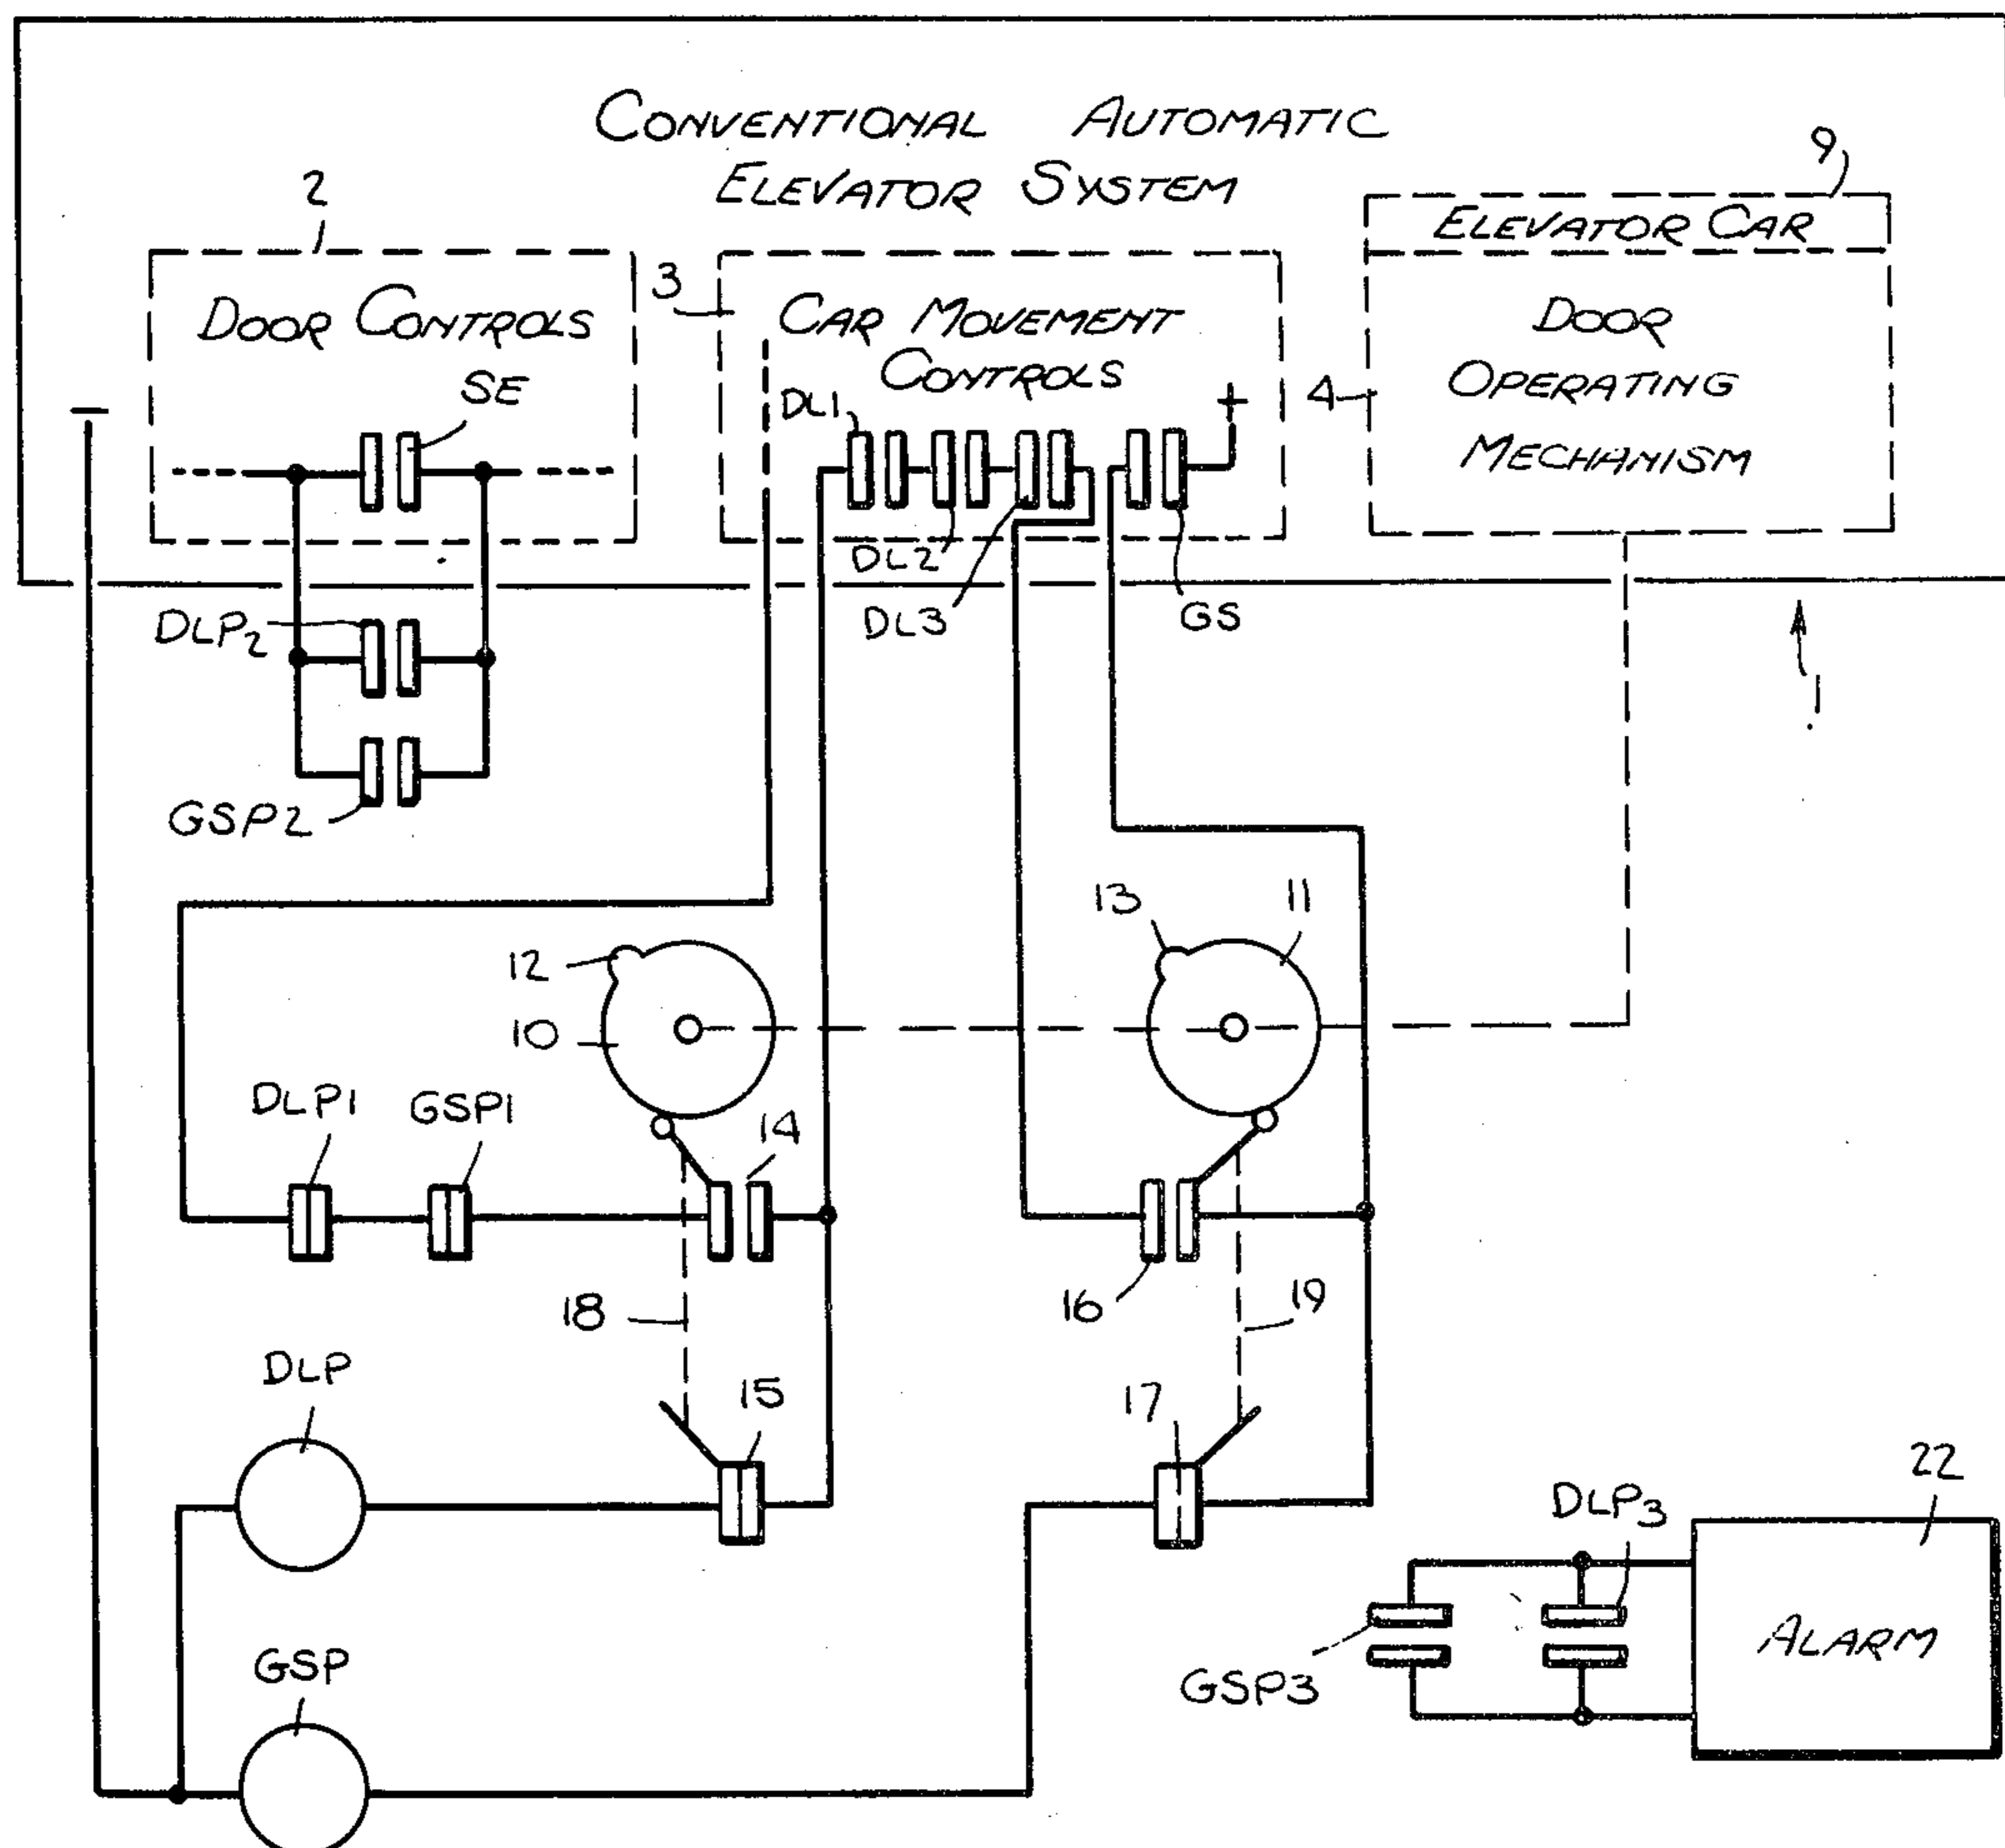 CONVENTIONAL AUTOMATIC
ELEVATOR SYSTEM
9
2
ELEVATOR CAR
3
DOOR CONTROLS
CAR MOVEMENT
CONTROLS
DOOR
OPERATING
MECHANISM
4
SE
DL1
+
−
DL2
DL3
GS
DLP2
1
GSP2
13
11
12
10
DLP1
GSP1
14
18
16
19
DLP
15
17
22
DLP3
GSP
GSP3
ALARM